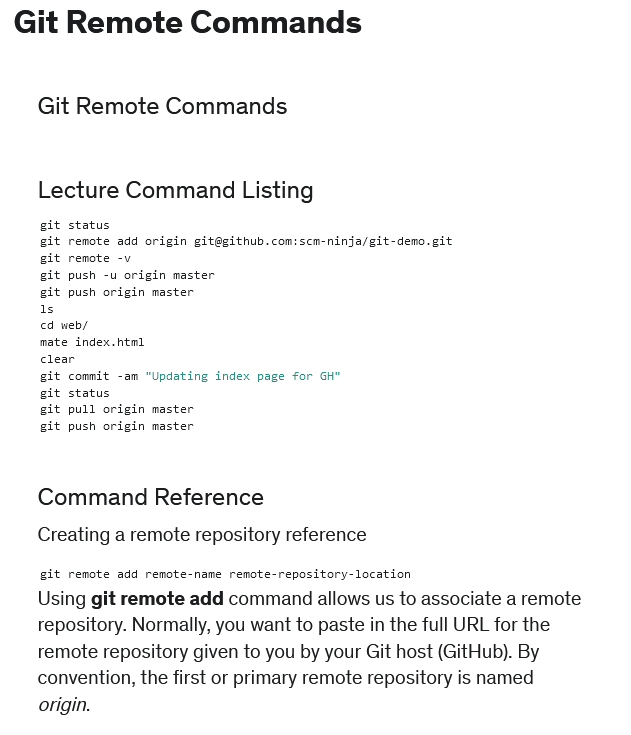 Git Remote Commands
Git Remote Commands
Lecture Command Listing
git status
git remote add origin git@github.com:scm-ninja/git-demo.git
git remote -v
git push -u origin master
git push origin master
ls
cd web/
mate index.html
clear
git commit -am "Updating index page for GH"
git status
git pull origin master
git push origin master
Command Reference
Creating a remote repository reference
git remote add remote-name remote-repository-location
Using git remote add command allows us to associate a remote
repository. Normally, you want to paste in the full URL for the
remote repository given to you by your Git host (GitHub). By
convention, the first or primary remote repository is named
origin.